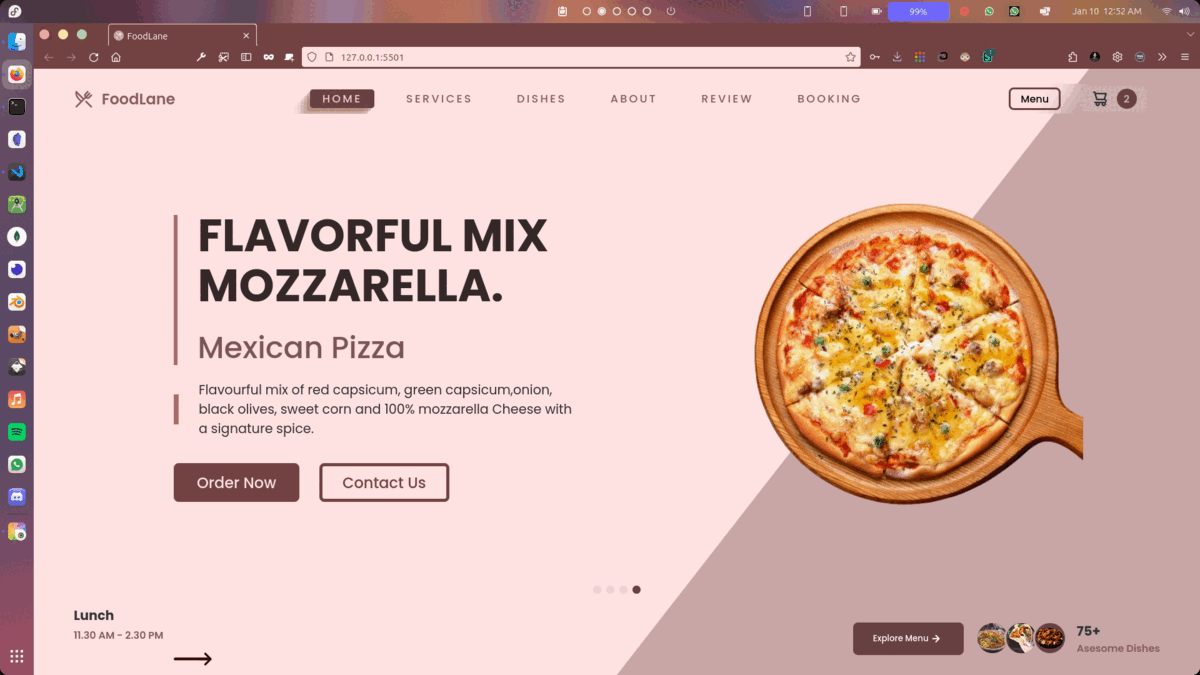 99%
Jan 10 12:52 AM
FoodLane
127.0.0.1:5501
FoodLane
HOME
SERVICES
DISHES
ABOUT
REVIEW
BOOKING
Menu
2
FLAVORFUL MIX
MOZZARELLA.
Mexican Pizza
Flavourful mix of red capsicum, green capsicum,onion,
black olives, sweet corn and 100% mozzarella Cheese with
a signature spice.
Order Now
Contact Us
Lunch
11.30 AM - 2.30 PM
Explore Menu
75+
Asesome Dishes